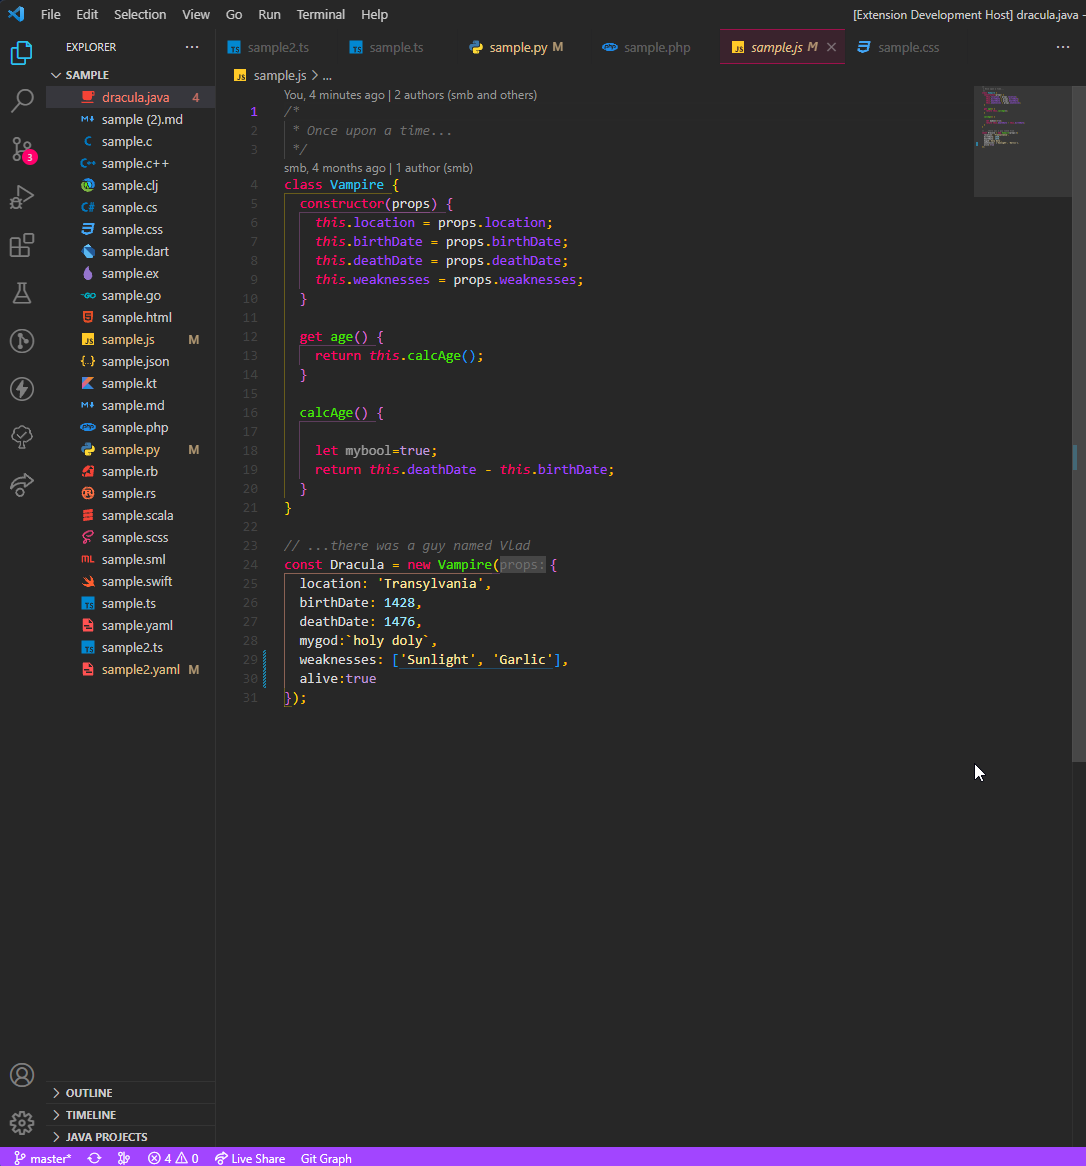 File Edit Selection View Go Run Terminal Help [Extension Development Host] dracula.java -
EXPLORER ...
SAMPLE
dracula.java 4
sample (2).md
sample.c
sample.c++
sample.clj
sample.cs
sample.css
sample.dart
sample.ex
sample.go
sample.html
sample.js M
sample.json
sample.kt
sample.md
sample.php
sample.py M
sample.rb
sample.rs
sample.scala
sample.scss
sample.sml
sample.swift
sample.ts
sample.yaml
sample2.ts
sample2.yaml M
OUTLINE
TIMELINE
JAVA PROJECTS
3
sample2.ts sample.ts sample.py M sample.php sample.js M sample.css ...
sample.js > ...
You, 4 minutes ago | 2 authors (smb and others)
1 /*
2 * Once upon a time...
3 */
smb, 4 months ago | 1 author (smb)
4 class Vampire {
5 constructor(props) {
6 this.location = props.location;
7 this.birthDate = props.birthDate;
8 this.deathDate = props.deathDate;
9 this.weaknesses = props.weaknesses;
10 }
11
12 get age() {
13 return this.calcAge();
14 }
15
16 calcAge() {
17
18 let mybool=true;
19 return this.deathDate - this.birthDate;
20 }
21 }
22
23 // ...there was a guy named Vlad
24 const Dracula = new Vampire(props:{
25 location: 'Transylvania',
26 birthDate: 1428,
27 deathDate: 1476,
28 mygod:`holy doly`,
29 weaknesses: ['Sunlight', 'Garlic'],
30 alive:true
31 });
master* 4 0 Live Share Git Graph